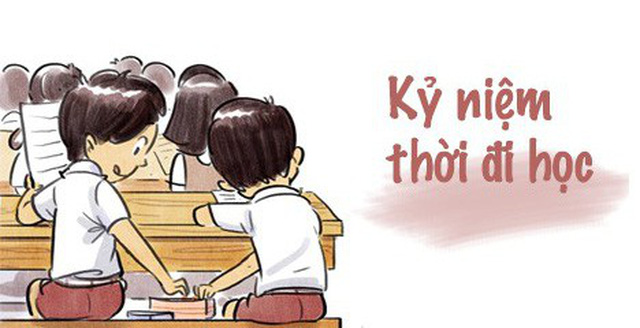 Kỷ niệm
thời đi học